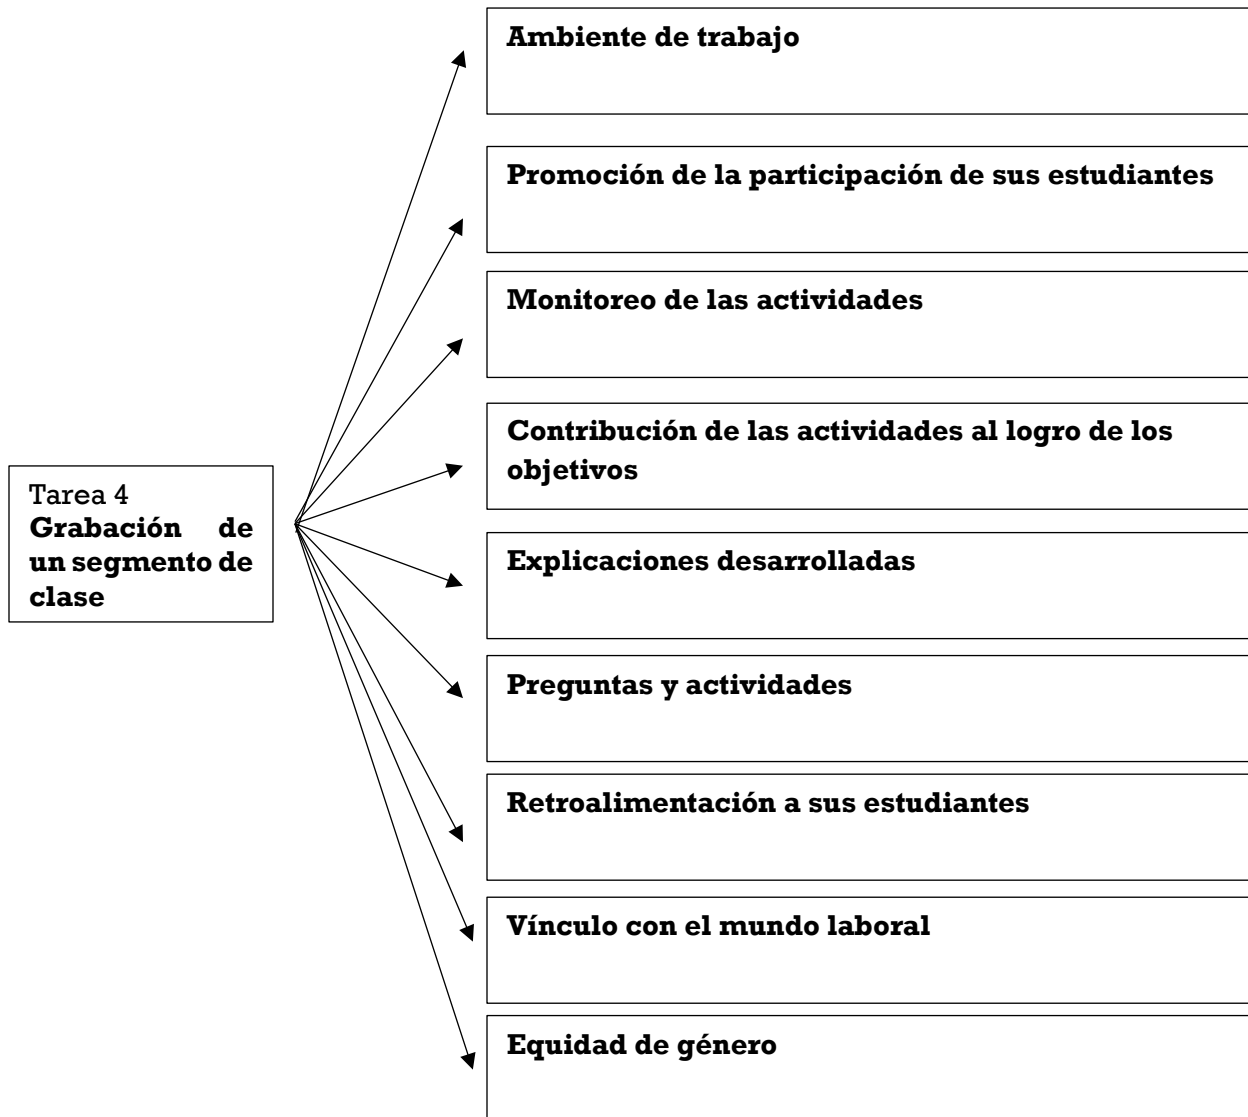 Ambiente de trabajo
Promoción de la participación de sus estudiantes
Monitoreo de las actividades
Contribución de las actividades al logro de los
objetivos
Tarea 4
Grabación de
un segmento de
clase
Explicaciones desarrolladas
Preguntas y actividades
Retroalimentación a sus estudiantes
Vínculo con el mundo laboral
Equidad de género